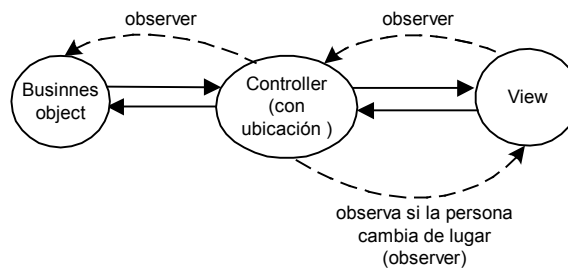 observer
observer
Businnes
object
Controller
(con
ubicación )
View
observa si la persona
cambia de lugar
(observer)